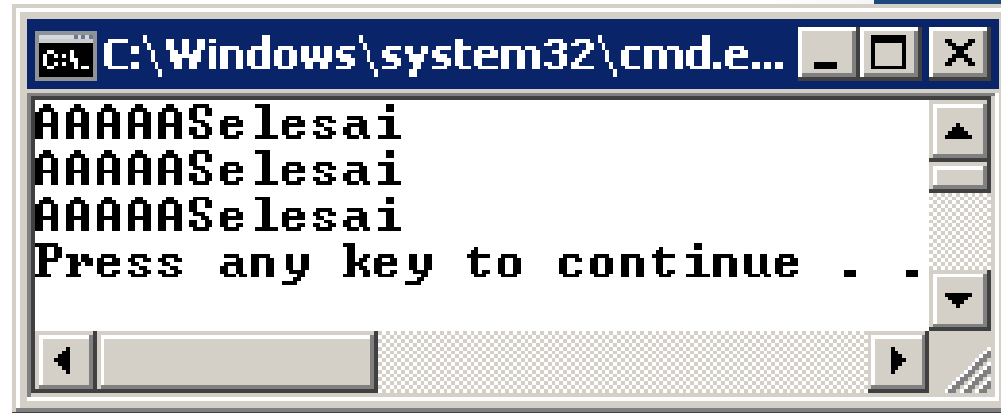 C:\Windows\system32\cmd.e...
AAAAASelesai
AAAAASelesai
AAAAASelesai
Press any key to continue . .